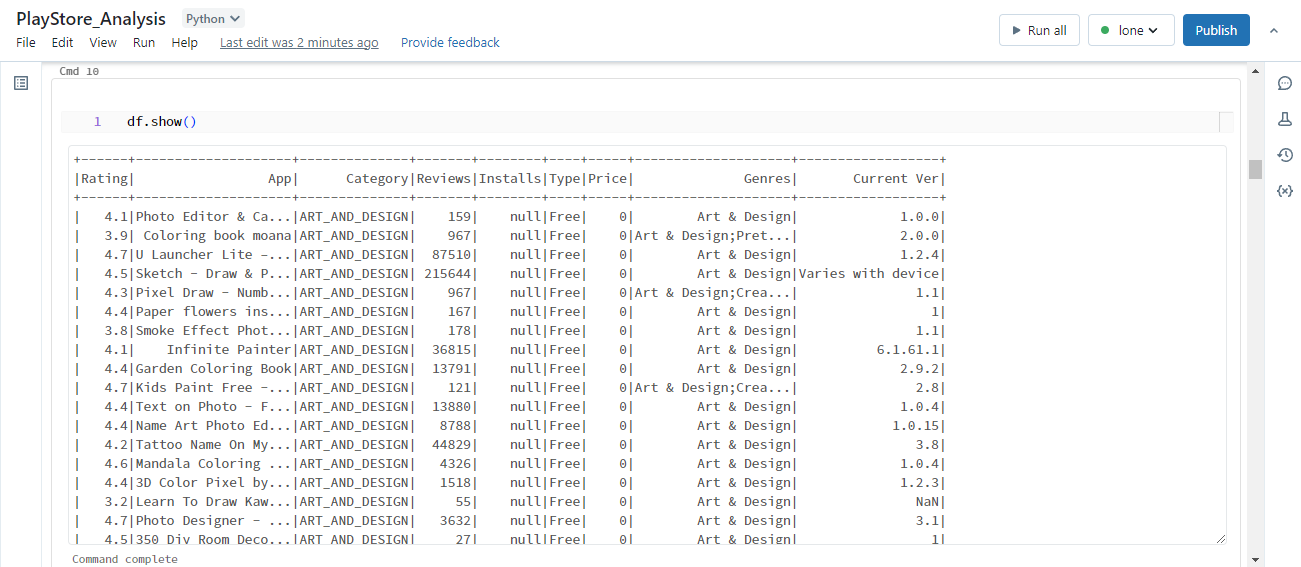 PlayStore_Analysis Python
File Edit View Run Help Last edit was 2 minutes ago Provide feedback
Run all lone Publish
Cmd 10
1 df.show()
+------+--------------------+--------------+-------+--------+----+-----+--------------------+------------------+
|Rating|                 App|      Category|Reviews|Installs|Type|Price|              Genres|       Current Ver|
+------+--------------------+--------------+-------+--------+----+-----+--------------------+------------------+
|   4.1|Photo Editor & Ca...|ART_AND_DESIGN|    159|    null|Free|    0|        Art & Design|             1.0.0|
|   3.9| Coloring book moana|ART_AND_DESIGN|    967|    null|Free|    0|Art & Design;Pret...|             2.0.0|
|   4.7|U Launcher Lite –...|ART_AND_DESIGN|  87510|    null|Free|    0|        Art & Design|             1.2.4|
|   4.5|Sketch - Draw & P...|ART_AND_DESIGN| 215644|    null|Free|    0|        Art & Design|Varies with device|
|   4.3|Pixel Draw - Numb...|ART_AND_DESIGN|    967|    null|Free|    0|Art & Design;Crea...|               1.1|
|   4.4|Paper flowers ins...|ART_AND_DESIGN|    167|    null|Free|    0|        Art & Design|                 1|
|   3.8|Smoke Effect Phot...|ART_AND_DESIGN|    178|    null|Free|    0|        Art & Design|               1.1|
|   4.1|    Infinite Painter|ART_AND_DESIGN|  36815|    null|Free|    0|        Art & Design|          6.1.61.1|
|   4.4|Garden Coloring Book|ART_AND_DESIGN|  13791|    null|Free|    0|        Art & Design|             2.9.2|
|   4.7|Kids Paint Free -...|ART_AND_DESIGN|    121|    null|Free|    0|Art & Design;Crea...|               2.8|
|   4.4|Text on Photo - F...|ART_AND_DESIGN|  13880|    null|Free|    0|        Art & Design|             1.0.4|
|   4.4|Name Art Photo Ed...|ART_AND_DESIGN|   8788|    null|Free|    0|        Art & Design|            1.0.15|
|   4.2|Tattoo Name On My...|ART_AND_DESIGN|  44829|    null|Free|    0|        Art & Design|               3.8|
|   4.6|Mandala Coloring ...|ART_AND_DESIGN|   4326|    null|Free|    0|        Art & Design|             1.0.4|
|   4.4|3D Color Pixel by...|ART_AND_DESIGN|   1518|    null|Free|    0|        Art & Design|             1.2.3|
|   3.2|Learn To Draw Kaw...|ART_AND_DESIGN|     55|    null|Free|    0|        Art & Design|               NaN|
|   4.7|Photo Designer - ...|ART_AND_DESIGN|   3632|    null|Free|    0|        Art & Design|               3.1|
|   4.5|350 Diy Room Deco...|ART_AND_DESIGN|     27|    null|Free|    0|        Art & Design|                 1|
Command complete